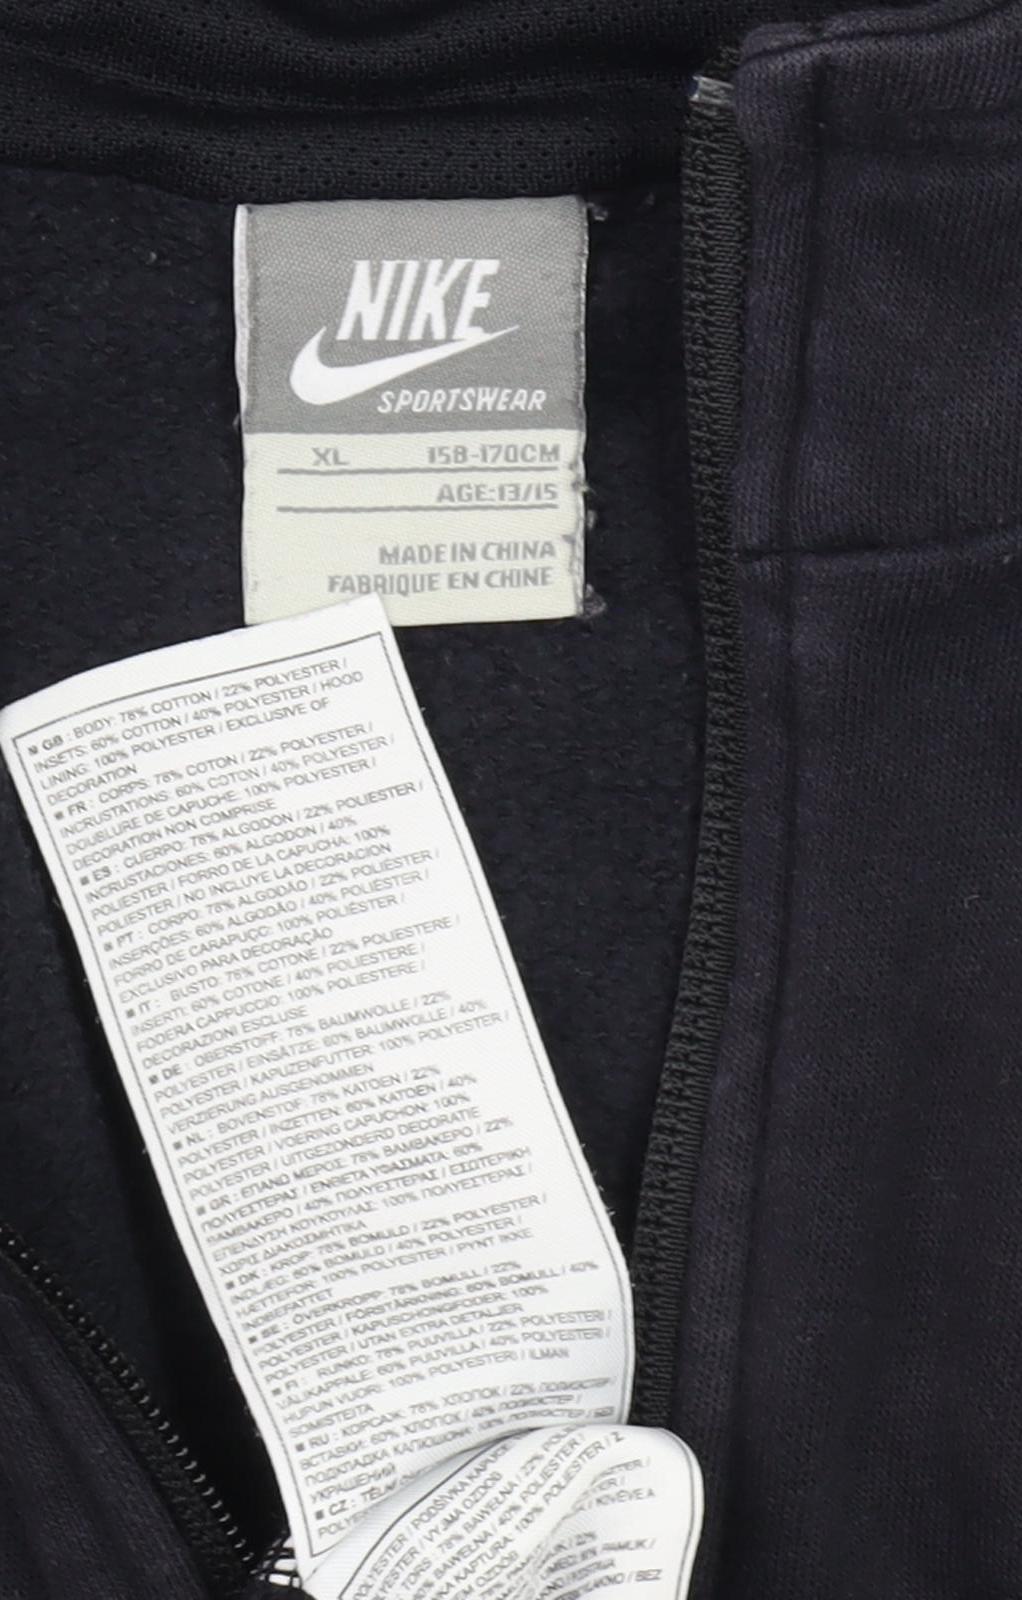 NIKE
SPORTSWEAR
XL 158-170CM
AGE:13/15
MADE IN CHINA
FABRIQUE EN CHINE
GB : BODY: 78% COTTON / 22% POLYESTER /
INSETS: 60% COTTON / 40% POLYESTER / HOOD
LINING: 100% POLYESTER / EXCLUSIVE OF
DECORATION
■ FR : CORPS: 78% COTON / 22% POLYESTER /
INCRUSTATIONS: 60% COTON / 40% POLYESTER /
DOUBLURE DE CAPUCHE: 100% POLYESTER /
DECORATION NON COMPRISE
■ ES : CUERPO: 78% ALGODON / 22% POLIESTER /
INCRUSTACIONES: 60% ALGODON / 40%
POLIESTER / FORRO DE LA CAPUCHA: 100%
POLIESTER / NO INCLUYE LA DECORACION
■ PT : CORPO: 78% ALGODÃO / 22% POLIÉSTER /
INSERÇÕES: 60% ALGODÃO / 40% POLIÉSTER /
FORRO DE CARAPUÇO: 100% POLIÉSTER /
EXCLUSIVO PARA DECORAÇÃO
■ IT : BUSTO: 78% COTONE / 22% POLIESTERE /
INSERTI: 60% COTONE / 40% POLIESTERE /
FODERA CAPPUCCIO: 100% POLIESTERE /
DECORAZIONI ESCLUSE
■ DE : OBERSTOFF: 78% BAUMWOLLE / 22%
POLYESTER / EINSÄTZE: 60% BAUMWOLLE / 40%
POLYESTER / KAPUZENFUTTER: 100% POLYESTER /
VERZIERUNG AUSGENOMMEN
■ NL : BOVENSTOF: 78% KATOEN / 22%
POLYESTER / INZETTEN: 60% KATOEN / 40%
POLYESTER / VOERING CAPUCHON: 100%
POLYESTER / UITGEZONDERD DECORATIE
■ GR : ΕΠΑΝΩ ΜΕΡΟΣ: 78% ΒΑΜΒΑΚΕΡΟ / 22%
ΠΟΛΥΕΣΤΕΡΑΣ / ΕΝΘΕΤΑ ΥΦΑΣΜΑΤΑ: 60%
ΒΑΜΒΑΚΕΡΟ / 40% ΠΟΛΥΕΣΤΕΡΑΣ / ΕΣΩΤΕΡΙΚΗ
ΕΠΕΝΔΥΣΗ ΚΟΥΚΟΥΛΑΣ: 100% ΠΟΛΥΕΣΤΕΡΑΣ /
ΧΩΡΙΣ ΔΙΑΚΟΣΜΗΤΙΚΑ
■ DK : KROP: 78% BOMULD / 22% POLYESTER /
INDLÆG: 60% BOMULD / 40% POLYESTER /
HÆTTEFOR: 100% POLYESTER / PYNT IKKE
INDBEFATTET
■ SE : ÖVERKROPP: 78% BOMULL / 22%
POLYESTER / FÖRSTÄRKNING: 60% BOMULL / 40%
POLYESTER / KAPUSCHONGFODER: 100%
POLYESTER / UTAN EXTRA DETALJER
■ FI : RUNKO: 78% PUUVILLA / 22% POLYESTERI /
VÄLIKAPPALE: 60% PUUVILLA / 40% POLYESTERI /
HUPUN VUORI: 100% POLYESTERI / ILMAN
SOMISTEITA
■ RU : КОРСАЖ: 78% ХЛОПОК / 22% ПОЛИЭСТЕР /
ВСТАВКИ: 60% ХЛОПОК / 40% ПОЛИЭСТЕР /
ПОДКЛАДКА КАПЮШОНА: 100% ПОЛИЭСТЕР / БЕЗ
УКРАШЕНИЙ
■ CZ :